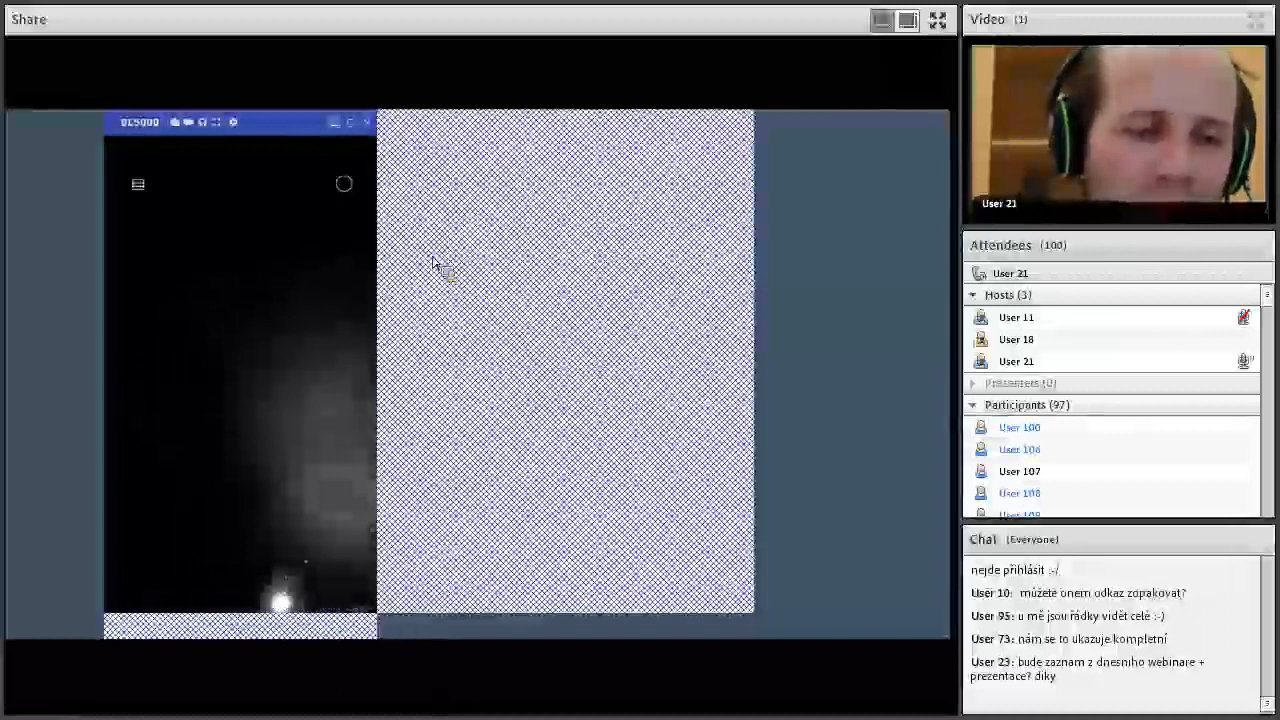 Share
Video (1)
DL5000
User 21
Attendees (100)
User 21
Hosts (3)
User 11
User 18
User 21
Presenters (0)
Participants (97)
User 100
User 106
User 107
User 108
User 109
Chat (Everyone)
nejde přihlásit :-/
User 10: můžete onem odkaz zopakovat?
User 95: u mě jsou řádky vidět celé :-)
User 73: nám se to ukazuje kompletní
User 23: bude zaznam z dnesniho webinare +
prezentace? diky